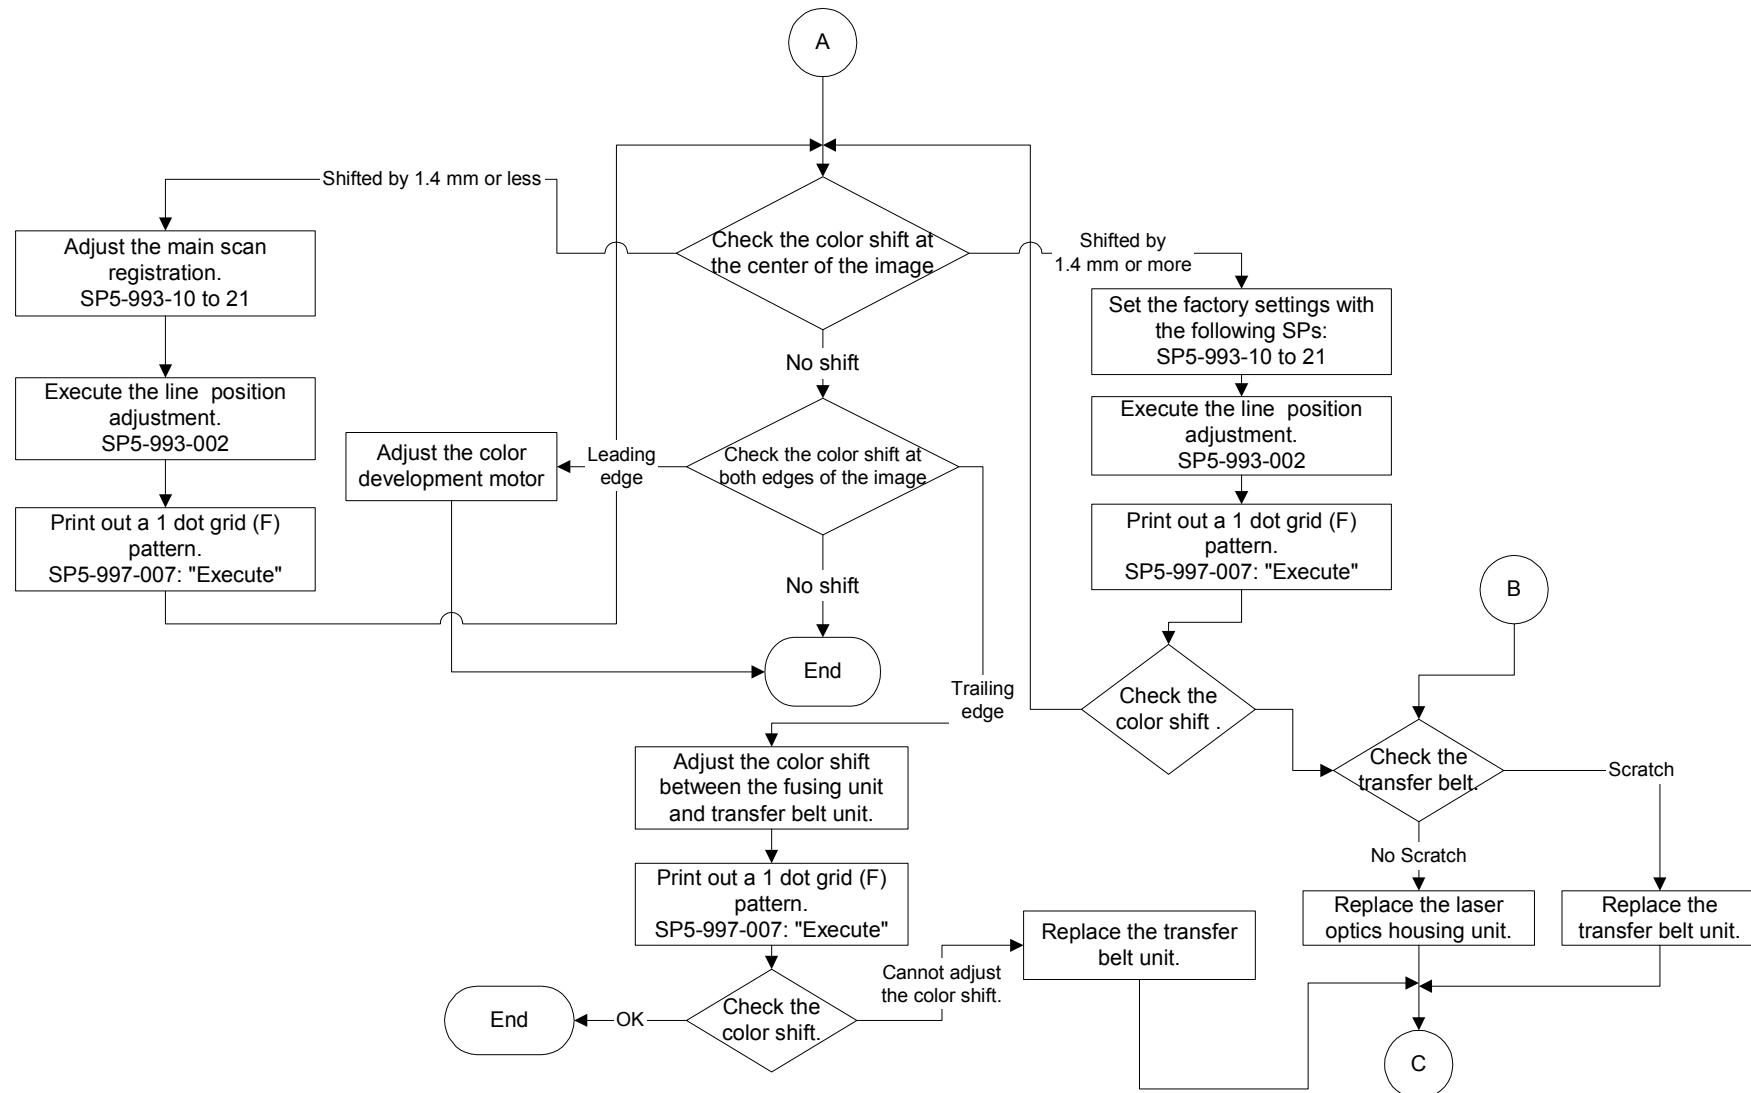 A
Shifted by 1.4 mm or less
Adjust the main scan
registration.
SP5-993-10 to 21
Check the color shift at
the center of the image
Shifted by
1.4 mm or more
Set the factory settings with
the following SPs:
SP5-993-10 to 21
No shift
Execute the line  position
adjustment.
SP5-993-002
Execute the line  position
adjustment.
SP5-993-002
Adjust the color
development motor
Leading
edge
Check the color shift at
both edges of the image
Print out a 1 dot grid (F)
pattern.
SP5-997-007: "Execute"
Print out a 1 dot grid (F)
pattern.
SP5-997-007: "Execute"
No shift
B
End
Trailing
edge
Check the
color shift .
Adjust the color shift
between the fusing unit
and transfer belt unit.
Check the
transfer belt.
Scratch
No Scratch
Print out a 1 dot grid (F)
pattern.
SP5-997-007: "Execute"
Replace the transfer
belt unit.
Replace the laser
optics housing unit.
Replace the
transfer belt unit.
Cannot adjust
the color shift.
End
OK
Check the
color shift.
C